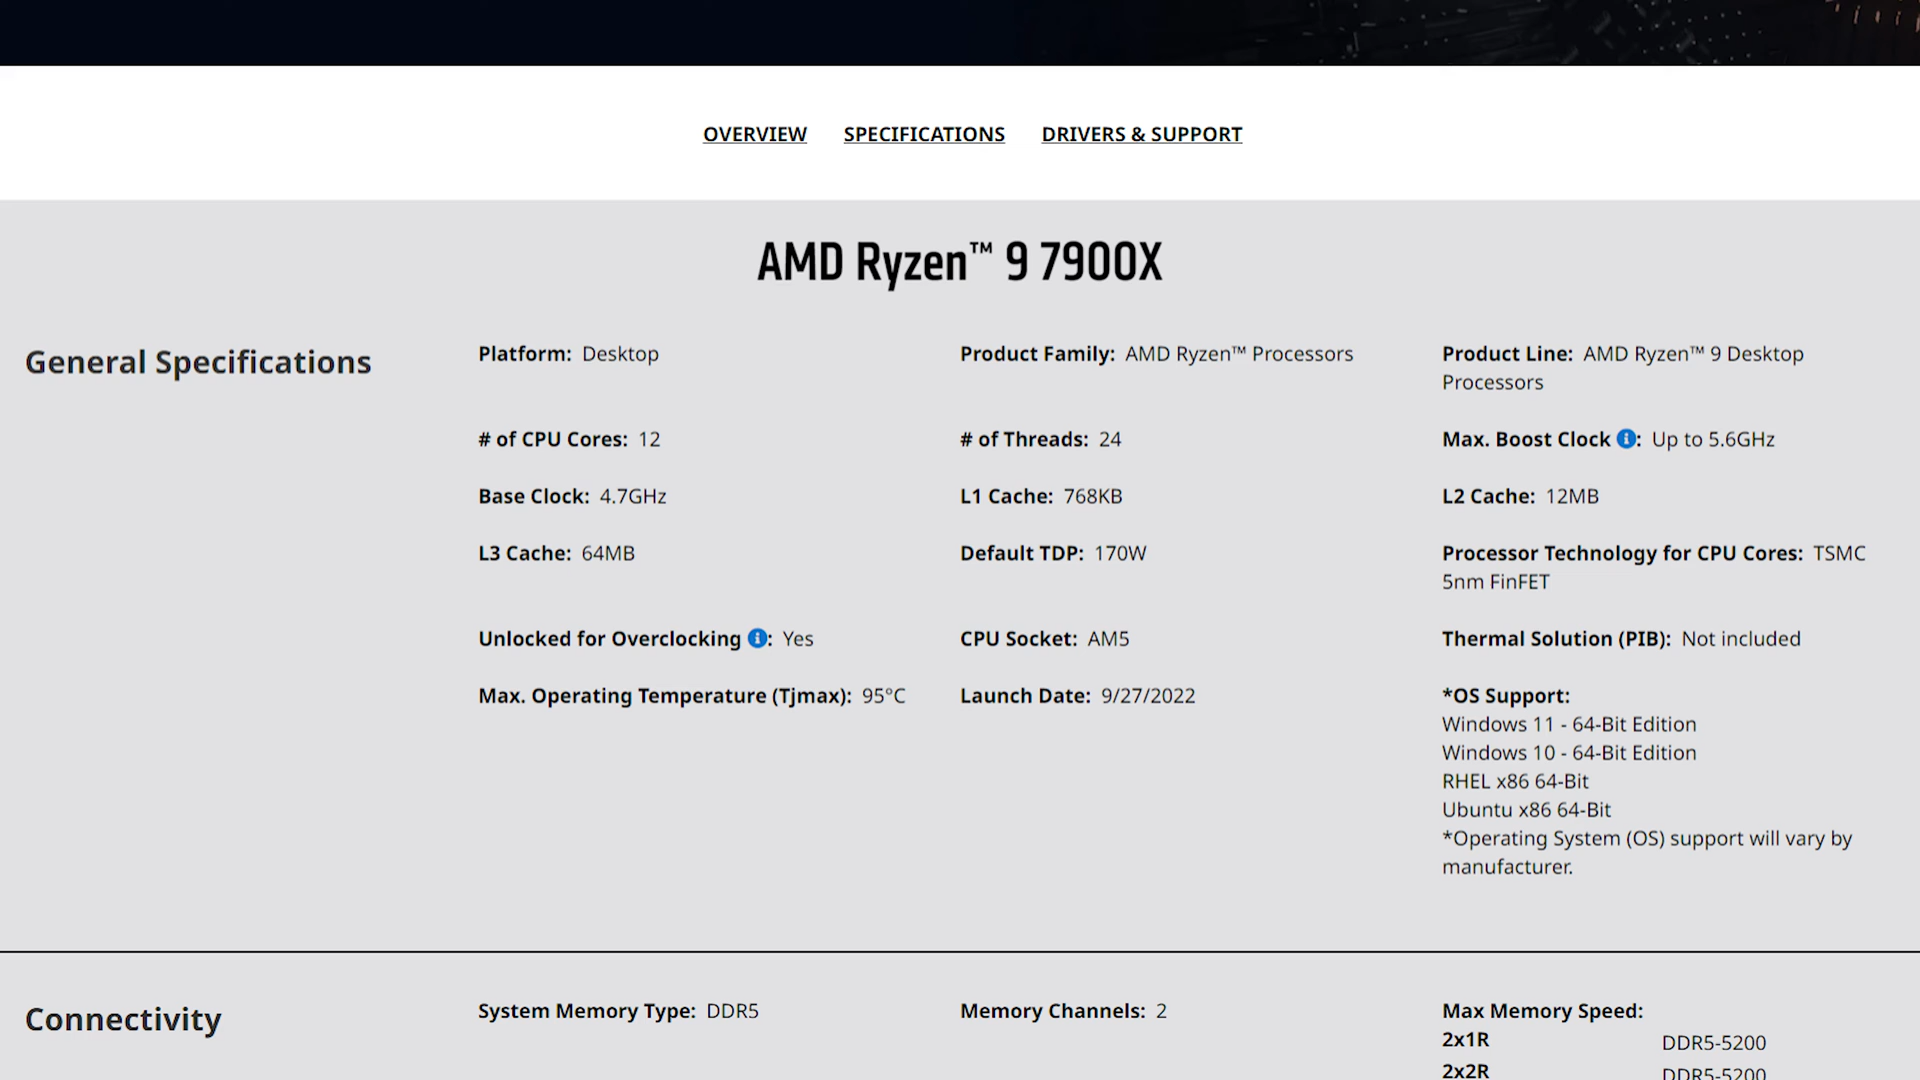 OVERVIEW SPECIFICATIONS DRIVERS & SUPPORT
AMD Ryzen™ 9 7900X
General Specifications
Platform: Desktop
Product Family: AMD Ryzen™ Processors
Product Line: AMD Ryzen™ 9 Desktop
Processors
# of CPU Cores: 12
# of Threads: 24
Max. Boost Clock i: Up to 5.6GHz
Base Clock: 4.7GHz
L1 Cache: 768KB
L2 Cache: 12MB
L3 Cache: 64MB
Default TDP: 170W
Processor Technology for CPU Cores: TSMC
5nm FinFET
Unlocked for Overclocking i: Yes
CPU Socket: AM5
Thermal Solution (PIB): Not included
Max. Operating Temperature (Tjmax): 95°C
Launch Date: 9/27/2022
*OS Support:
Windows 11 - 64-Bit Edition
Windows 10 - 64-Bit Edition
RHEL x86 64-Bit
Ubuntu x86 64-Bit
*Operating System (OS) support will vary by
manufacturer.
Connectivity
System Memory Type: DDR5
Memory Channels: 2
Max Memory Speed:
2x1R DDR5-5200
2x2R DDR5-5200